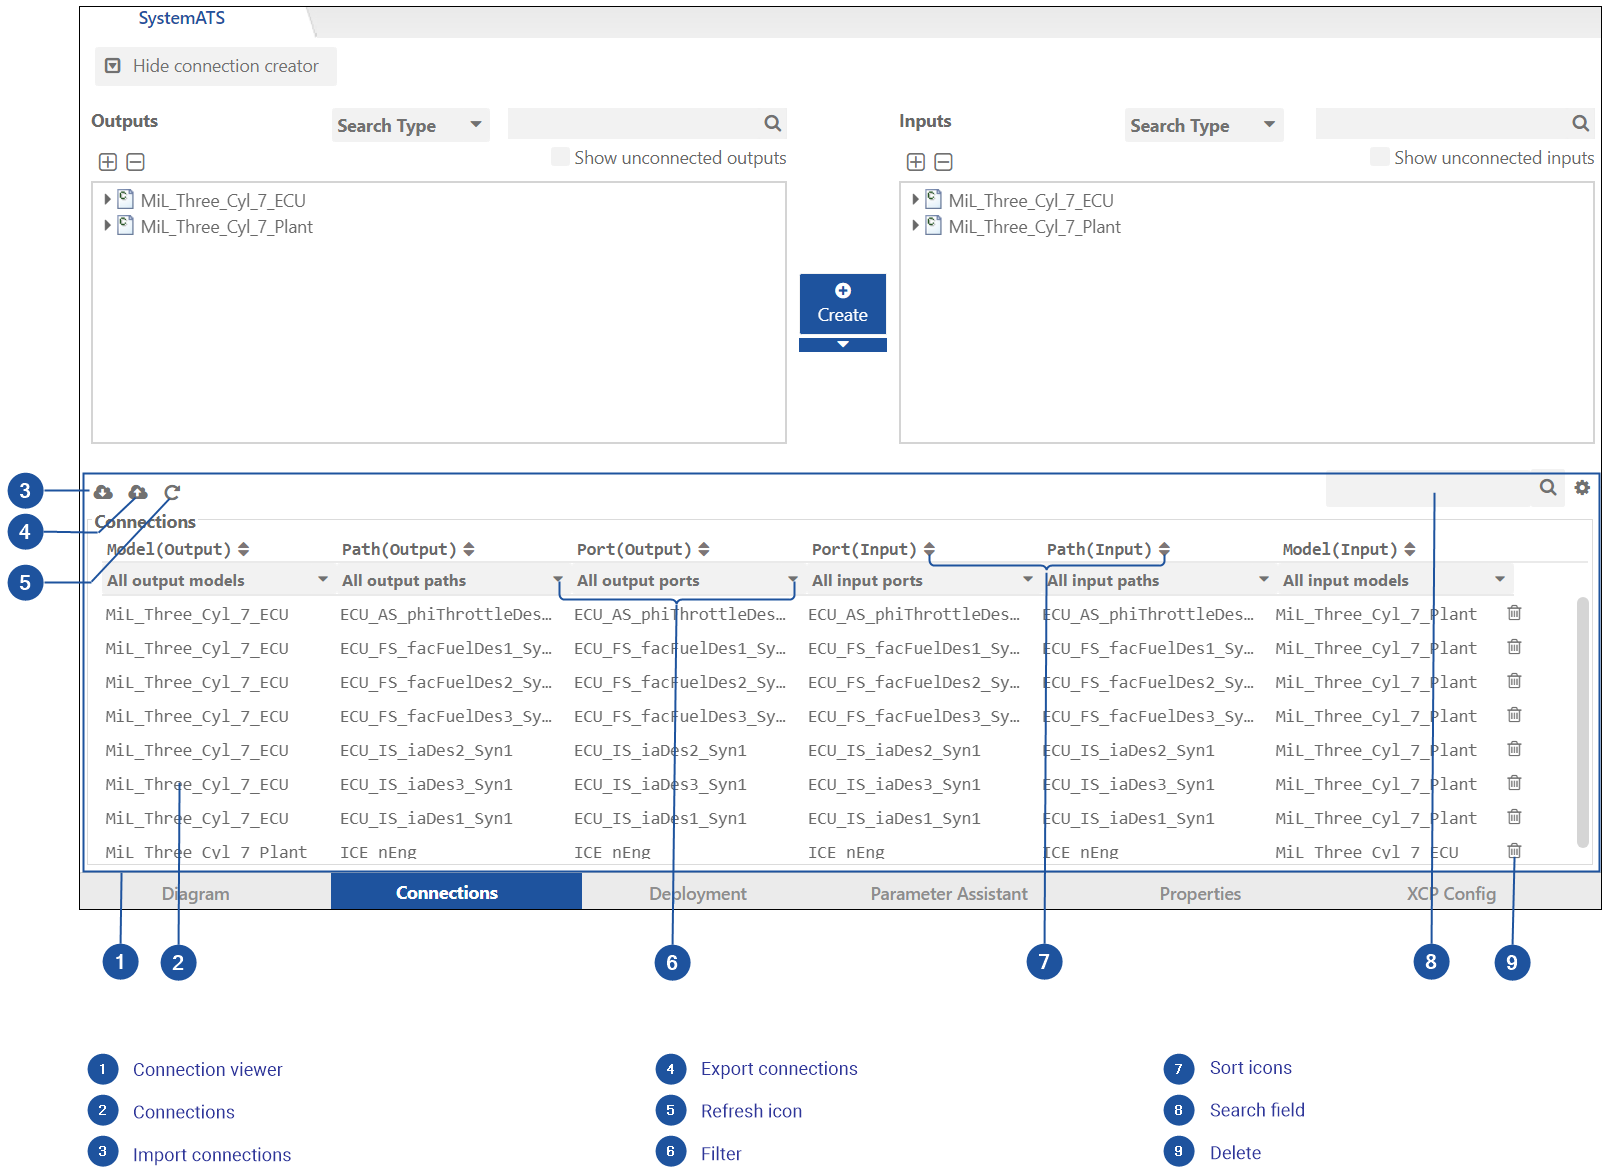 SystemATS
Hide connection creator
Outputs Search Type
Show unconnected outputs
MiL_Three_Cyl_7_ECU
MiL_Three_Cyl_7_Plant
Create
Inputs Search Type
Show unconnected inputs
MiL_Three_Cyl_7_ECU
MiL_Three_Cyl_7_Plant
3
4
5
Connections
Model(Output) Path(Output) Port(Output) Port(Input) Path(Input) Model(Input)
All output models All output paths All output ports All input ports All input paths All input models
MiL_Three_Cyl_7_ECU ECU_AS_phiThrottleDes... ECU_AS_phiThrottleDes... ECU_AS_phiThrottleDes... ECU_AS_phiThrottleDes... MiL_Three_Cyl_7_Plant
MiL_Three_Cyl_7_ECU ECU_FS_facFuelDes1_Sy... ECU_FS_facFuelDes1_Sy... ECU_FS_facFuelDes1_Sy... ECU_FS_facFuelDes1_Sy... MiL_Three_Cyl_7_Plant
MiL_Three_Cyl_7_ECU ECU_FS_facFuelDes2_Sy... ECU_FS_facFuelDes2_Sy... ECU_FS_facFuelDes2_Sy... ECU_FS_facFuelDes2_Sy... MiL_Three_Cyl_7_Plant
MiL_Three_Cyl_7_ECU ECU_FS_facFuelDes3_Sy... ECU_FS_facFuelDes3_Sy... ECU_FS_facFuelDes3_Sy... ECU_FS_facFuelDes3_Sy... MiL_Three_Cyl_7_Plant
MiL_Three_Cyl_7_ECU ECU_IS_iaDes2_Syn1 ECU_IS_iaDes2_Syn1 ECU_IS_iaDes2_Syn1 ECU_IS_iaDes2_Syn1 MiL_Three_Cyl_7_Plant
MiL_Three_Cyl_7_ECU ECU_IS_iaDes3_Syn1 ECU_IS_iaDes3_Syn1 ECU_IS_iaDes3_Syn1 ECU_IS_iaDes3_Syn1 MiL_Three_Cyl_7_Plant
MiL_Three_Cyl_7_ECU ECU_IS_iaDes1_Syn1 ECU_IS_iaDes1_Syn1 ECU_IS_iaDes1_Syn1 ECU_IS_iaDes1_Syn1 MiL_Three_Cyl_7_Plant
MiL_Three_Cyl_7_Plant ICE_nEng ICE_nEng ICE_nEng ICE_nEng MiL_Three_Cyl_7_ECU
Diagram Connections Deployment Parameter Assistant Properties XCP Config
1 2 6 7 8 9
1 Connection viewer
2 Connections
3 Import connections
4 Export connections
5 Refresh icon
6 Filter
7 Sort icons
8 Search field
9 Delete